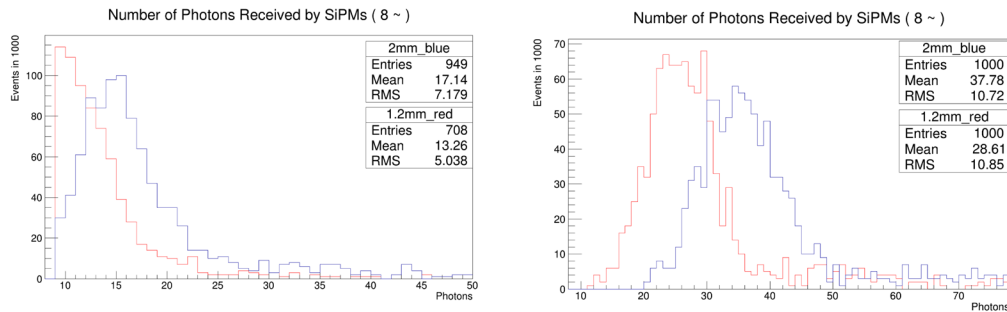 Number of Photons Received by SiPMs ( 8 ~ )
Events in 1000
2mm_blue
Entries 949
Mean 17.14
RMS 7.179
1.2mm_red
Entries 708
Mean 13.26
RMS 5.038
100
80
60
40
20
0
10 15 20 25 30 35 40 45 50
Photons
Number of Photons Received by SiPMs ( 8 ~ )
Events in 1000
2mm_blue
Entries 1000
Mean 37.78
RMS 10.72
1.2mm_red
Entries 1000
Mean 28.61
RMS 10.85
70
60
50
40
30
20
10
0
10 20 30 40 50 60 70
Photons